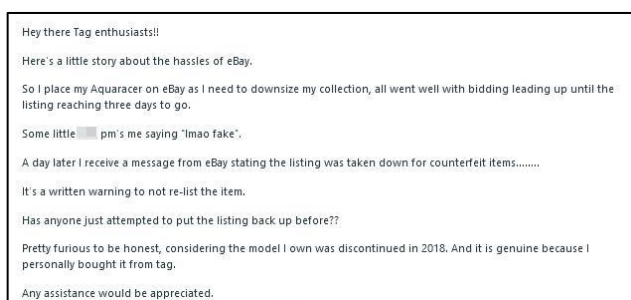 Hey there Tag enthusiasts!!
Here's a little story about the hassles of eBay.
So I place my Aquaracer on eBay as I need to downsize my collection, all went well with bidding leading up until the
listing reaching three days to go.
Some little pm's me saying "lmao fake".
A day later I receive a message from eBay stating the listing was taken down for counterfeit items........
It's a written warning to not re-list the item.
Has anyone just attempted to put the listing back up before??
Pretty furious to be honest, considering the model I own was discontinued in 2018. And it is genuine because I
personally bought it from tag.
Any assistance would be appreciated.